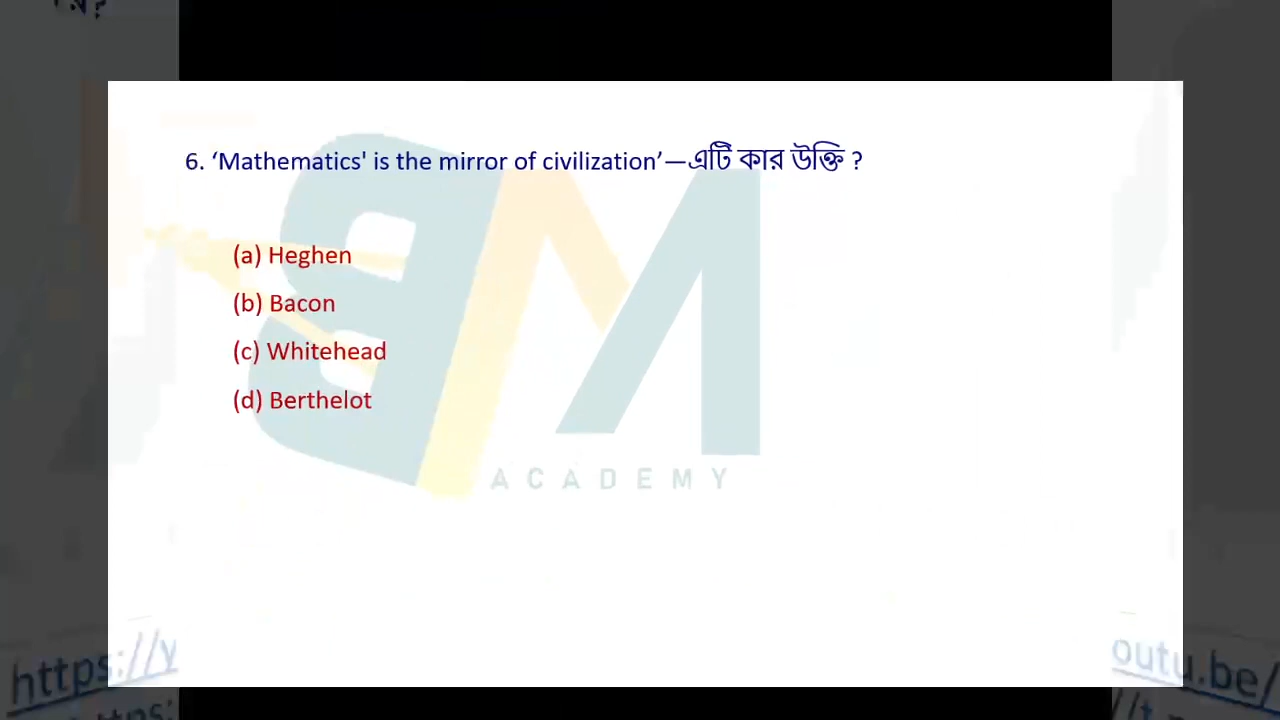 6. ‘Mathematics' is the mirror of civilization’—এটি কার উক্তি ?
(a) Heghen
(b) Bacon
(c) Whitehead
(d) Berthelot
ACADEMY
https://y
outu.be/